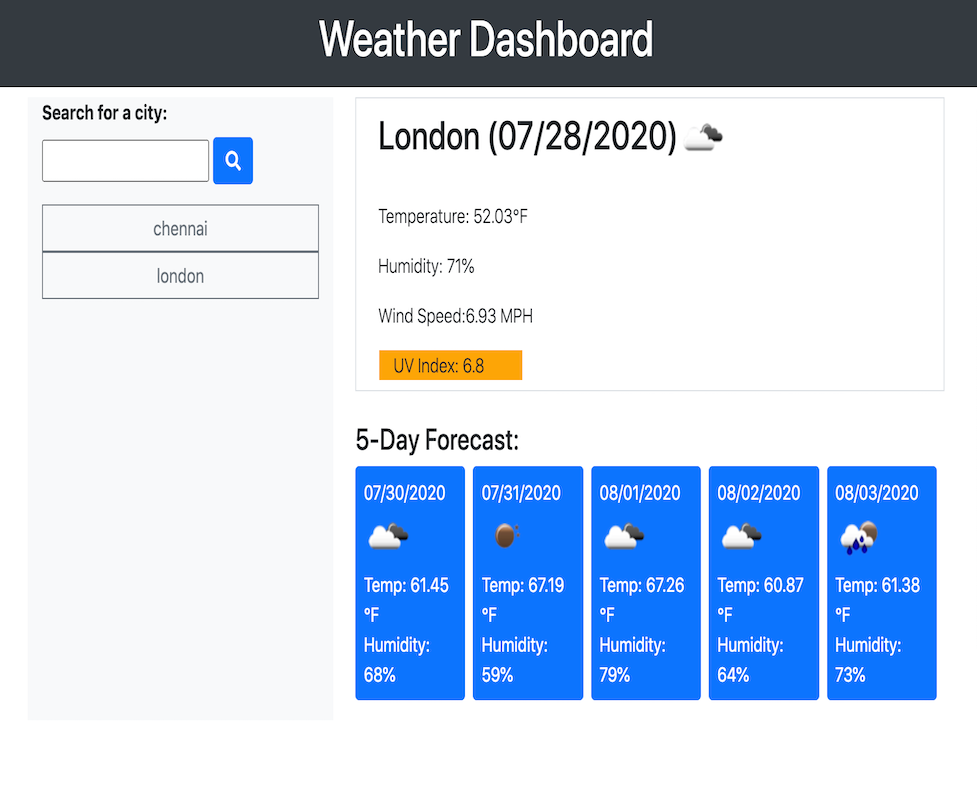 Weather Dashboard
Search for a city:
chennai
london
London (07/28/2020)
Temperature: 52.03°F
Humidity: 71%
Wind Speed:6.93 MPH
UV Index: 6.8
5-Day Forecast:
07/30/2020
Temp: 61.45
°F
Humidity:
68%
07/31/2020
Temp: 67.19
°F
Humidity:
59%
08/01/2020
Temp: 67.26
°F
Humidity:
79%
08/02/2020
Temp: 60.87
°F
Humidity:
64%
08/03/2020
Temp: 61.38
°F
Humidity:
73%